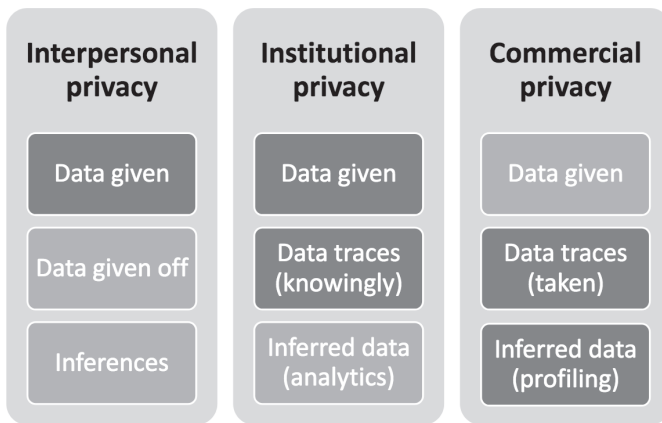 Interpersonal
privacy
Data given
Data given off
Inferences
Institutional
privacy
Data given
Data traces
(knowingly)
Inferred data
(analytics)
Commercial
privacy
Data given
Data traces
(taken)
Inferred data
(profiling)